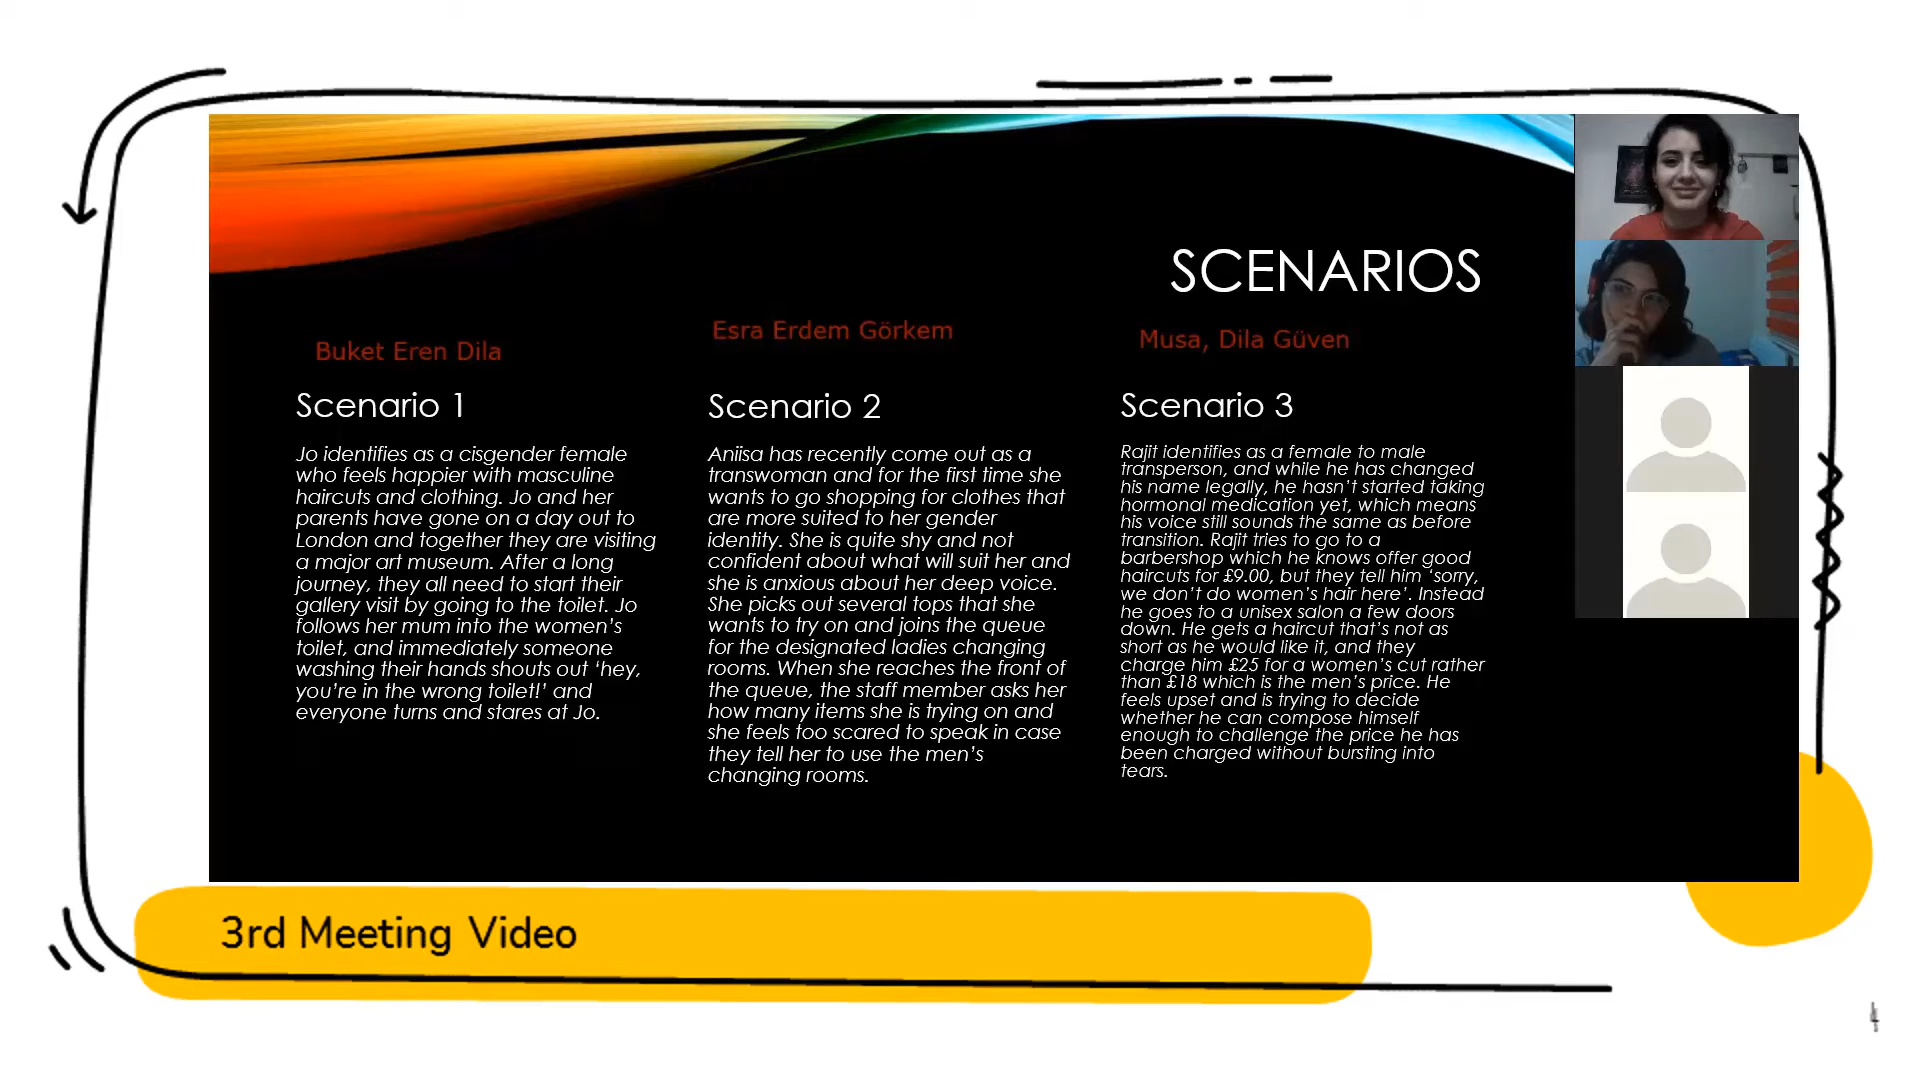 SCENARIOS
Buket Eren Dila
Scenario 1
Jo identifies as a cisgender female
who feels happier with masculine
haircuts and clothing. Jo and her
parents have gone on a day out to
London and together they are visiting
a major art museum. After a long
journey, they all need to start their
gallery visit by going to the toilet. Jo
follows her mum into the women's
toilet, and immediately someone
washing their hands shouts out 'hey,
you're in the wrong toilet!' and
everyone turns and stares at Jo.
Esra Erdem Görkem
Scenario 2
Aniisa has recently come out as a
transwoman and for the first time she
wants to go shopping for clothes that
are more suited to her gender
identity. She is quite shy and not
confident about what will suit her and
she is anxious about her deep voice.
She picks out several tops that she
wants to try on and joins the queue
for the designated ladies changing
rooms. When she reaches the front of
the queue, the staff member asks her
how many items she is trying on and
she feels too scared to speak in case
they tell her to use the men's
changing rooms.
Musa, Dila Güven
Scenario 3
Rajit identifies as a female to male
transperson, and while he has changed
his name legally, he hasn't started taking
hormonal medication yet, which means
his voice still sounds the same as before
transition. Rajit tries to go to a
barbershop which he knows offer good
haircuts for £9.00, but they tell him 'sorry,
we don't do women's hair here'. Instead
he goes to a unisex salon a few doors
down. He gets a haircut that's not as
short as he would like it, and they
charge him £25 for a women's cut rather
than £18 which is the men's price. He
feels upset and is trying to decide
whether he can compose himself
enough to challenge the price he has
been charged without bursting into
tears.
3rd Meeting Video
4